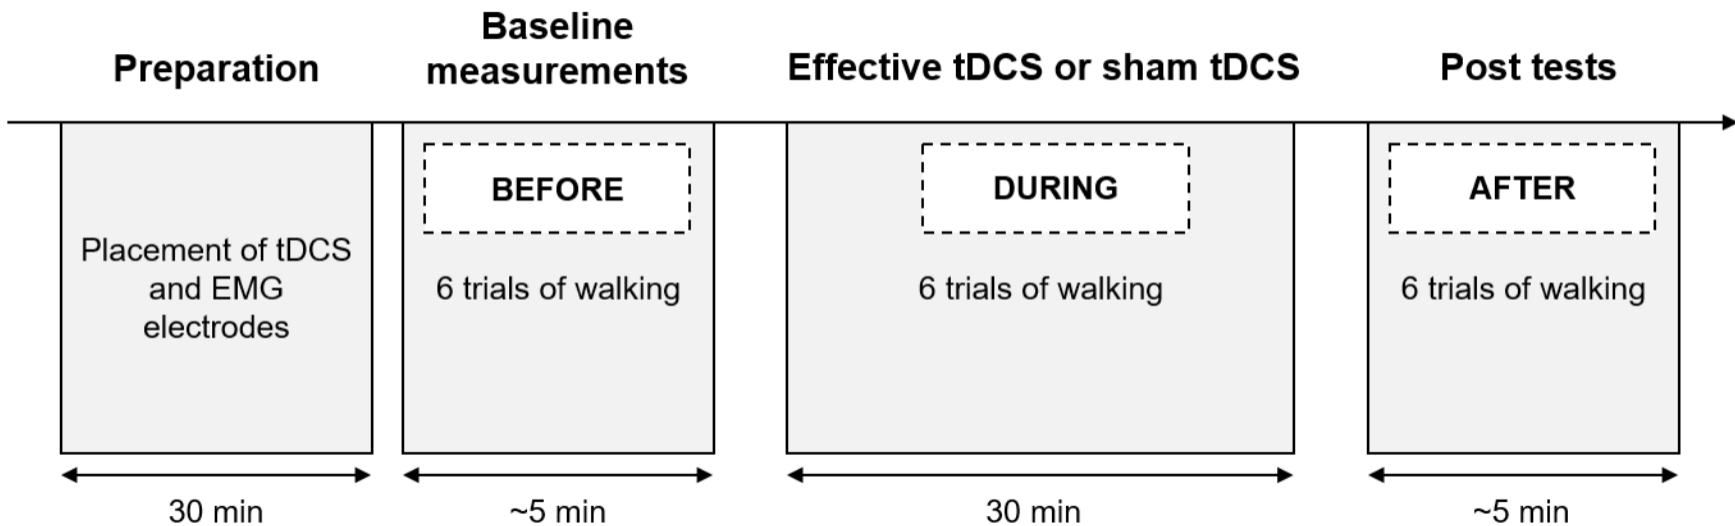 Preparation
Baseline
measurements
Effective tDCS or sham tDCS
Post tests
Placement of tDCS
and EMG
electrodes
BEFORE
6 trials of walking
DURING
6 trials of walking
AFTER
6 trials of walking
30 min
~5 min
30 min
~5 min